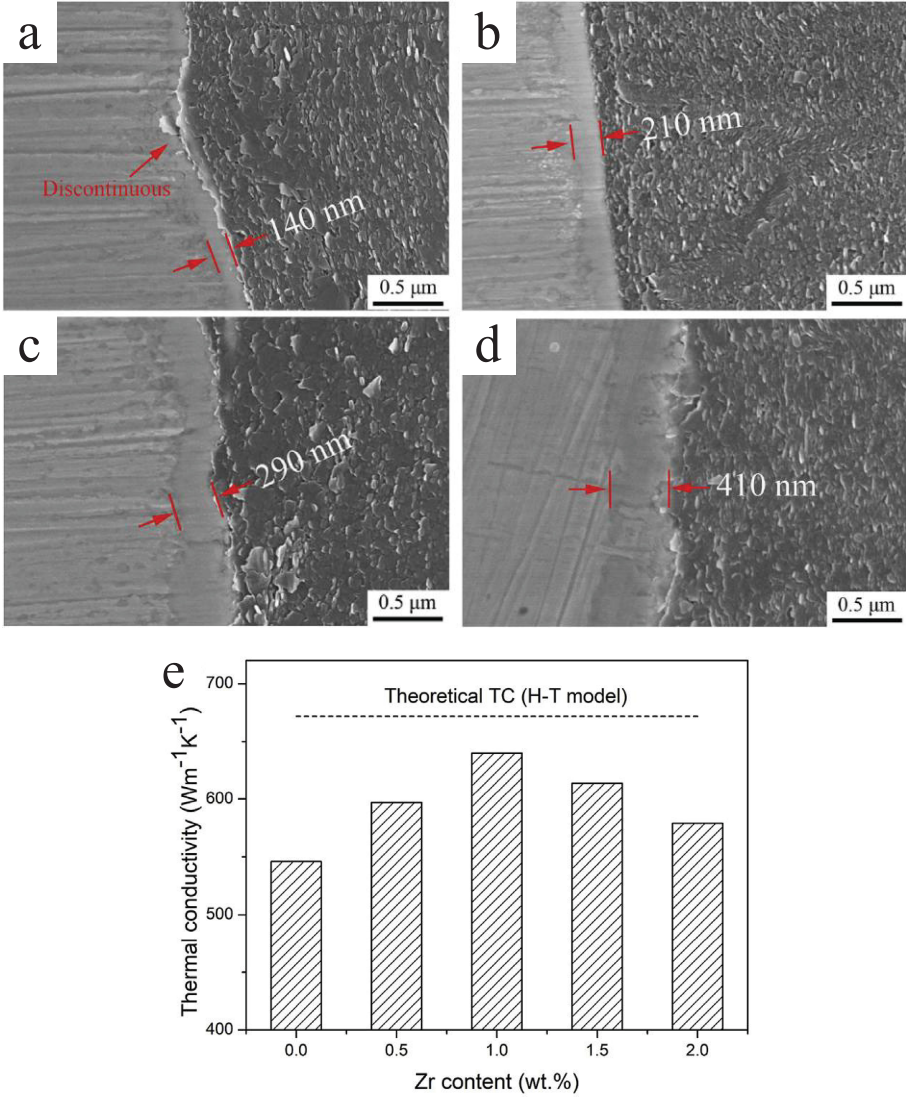 a
Discontinuous
140 nm
0.5 μm
b
210 nm
0.5 μm
c
290 nm
0.5 μm
d
410 nm
0.5 μm
e
Theoretical TC (H-T model)
Thermal conductivity (Wm⁻¹K⁻¹)
700
600
500
400
0.0 0.5 1.0 1.5 2.0
Zr content (wt.%)